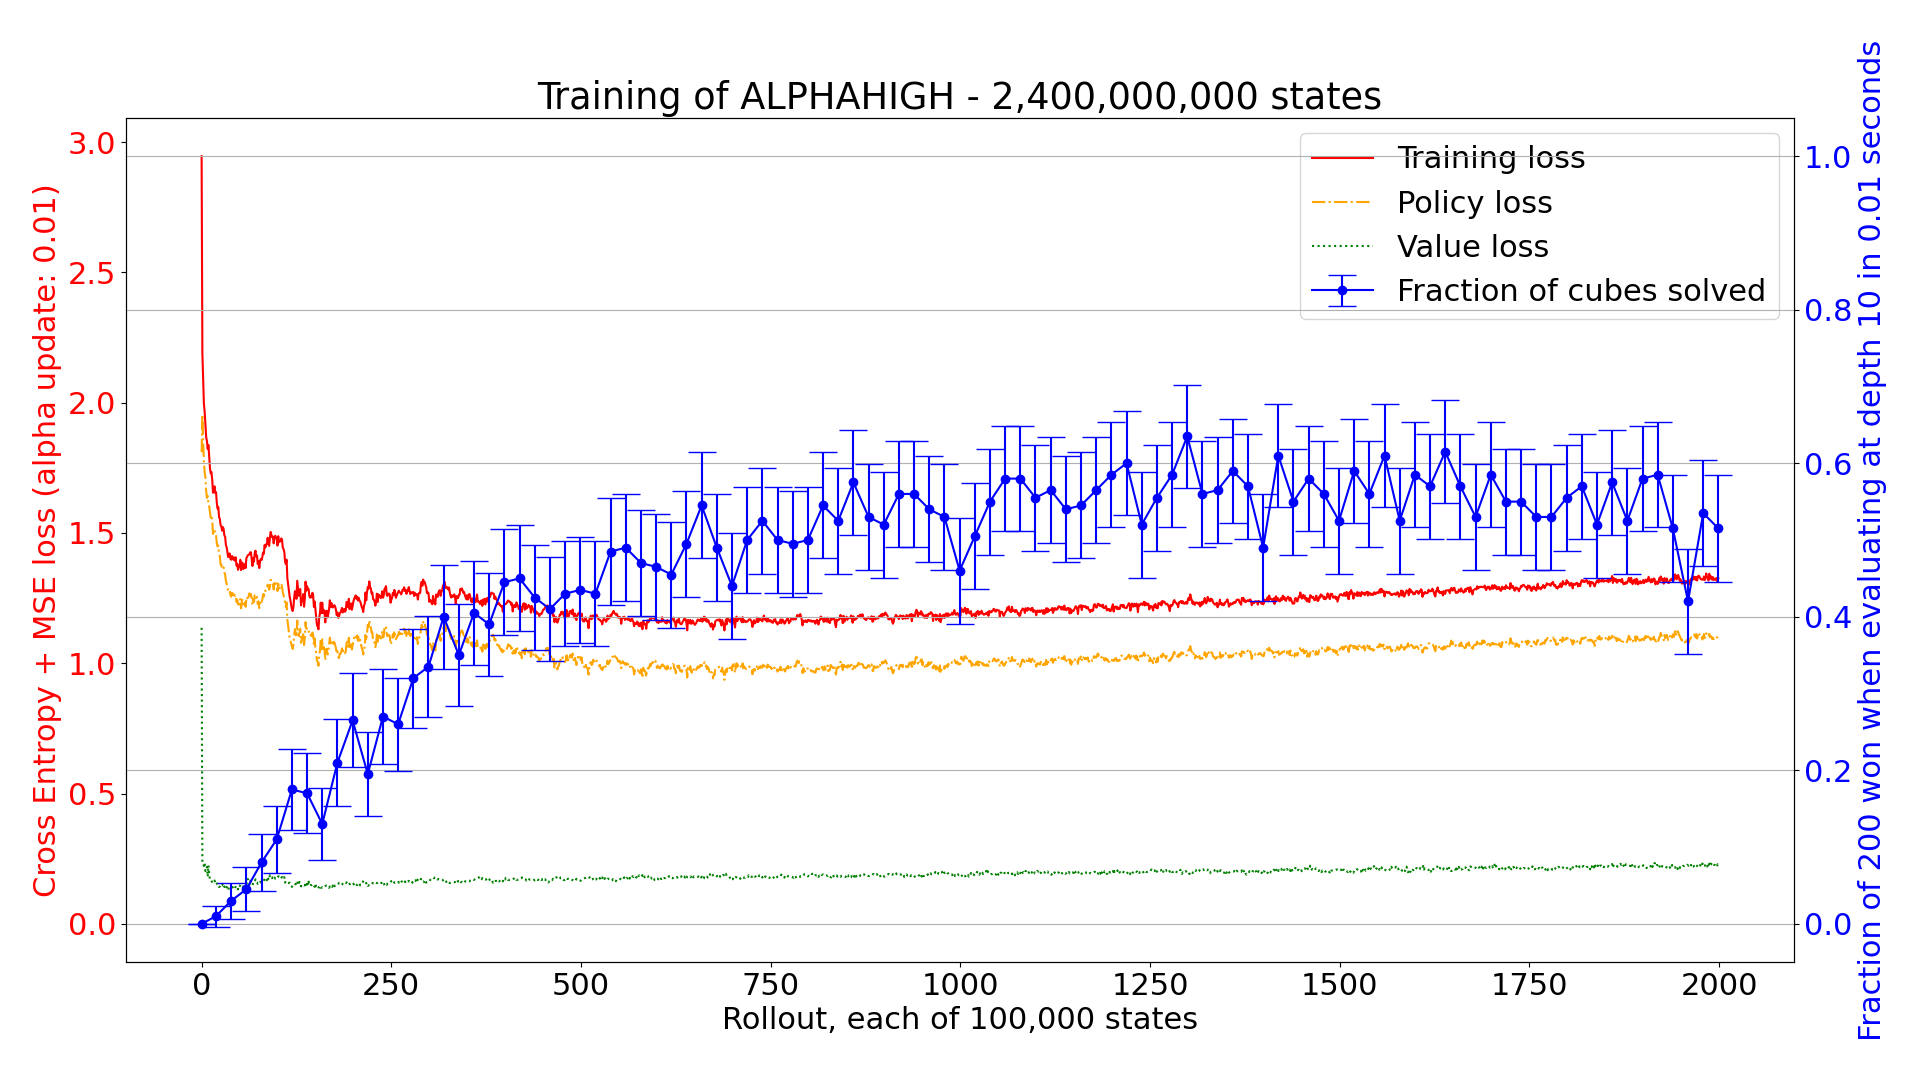 Training of ALPHAHIGH - 2,400,000,000 states
Cross Entropy + MSE loss (alpha update: 0.01)
3.0
2.5
2.0
1.5
1.0
0.5
0.0
Training loss
Policy loss
Value loss
Fraction of cubes solved
1.0
0.8
0.6
0.4
0.2
0.0
Fraction of 200 won when evaluating at depth 10 in 0.01 seconds
0 250 500 750 1000 1250 1500 1750 2000
Rollout, each of 100,000 states